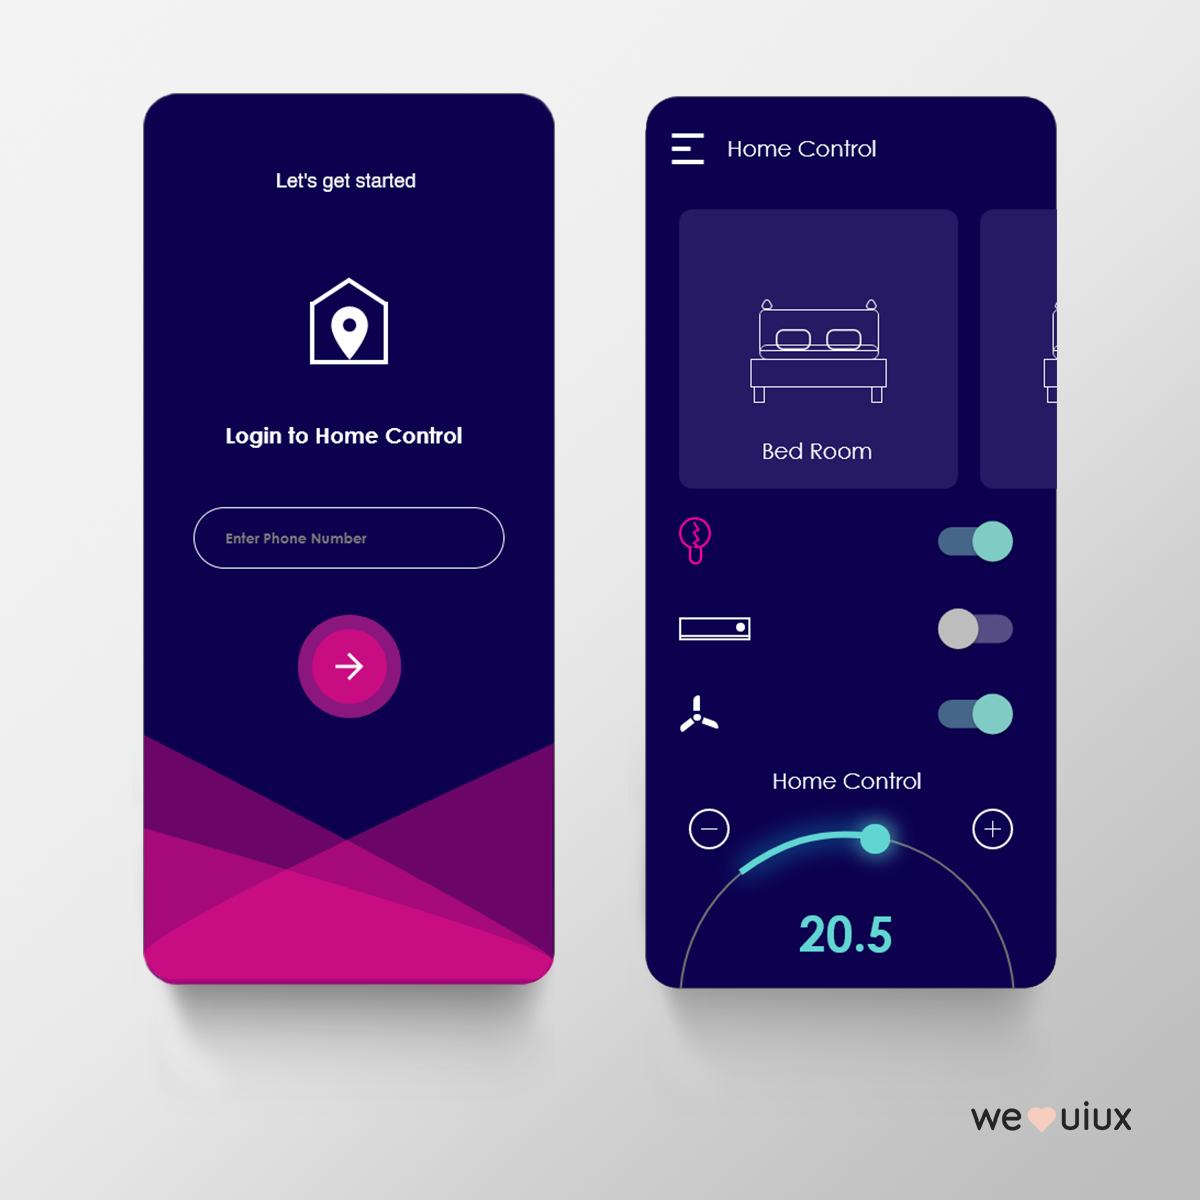 Let's get started
Login to Home Control
Enter Phone Number
Home Control
Bed Room
Home Control
20.5
we uiux